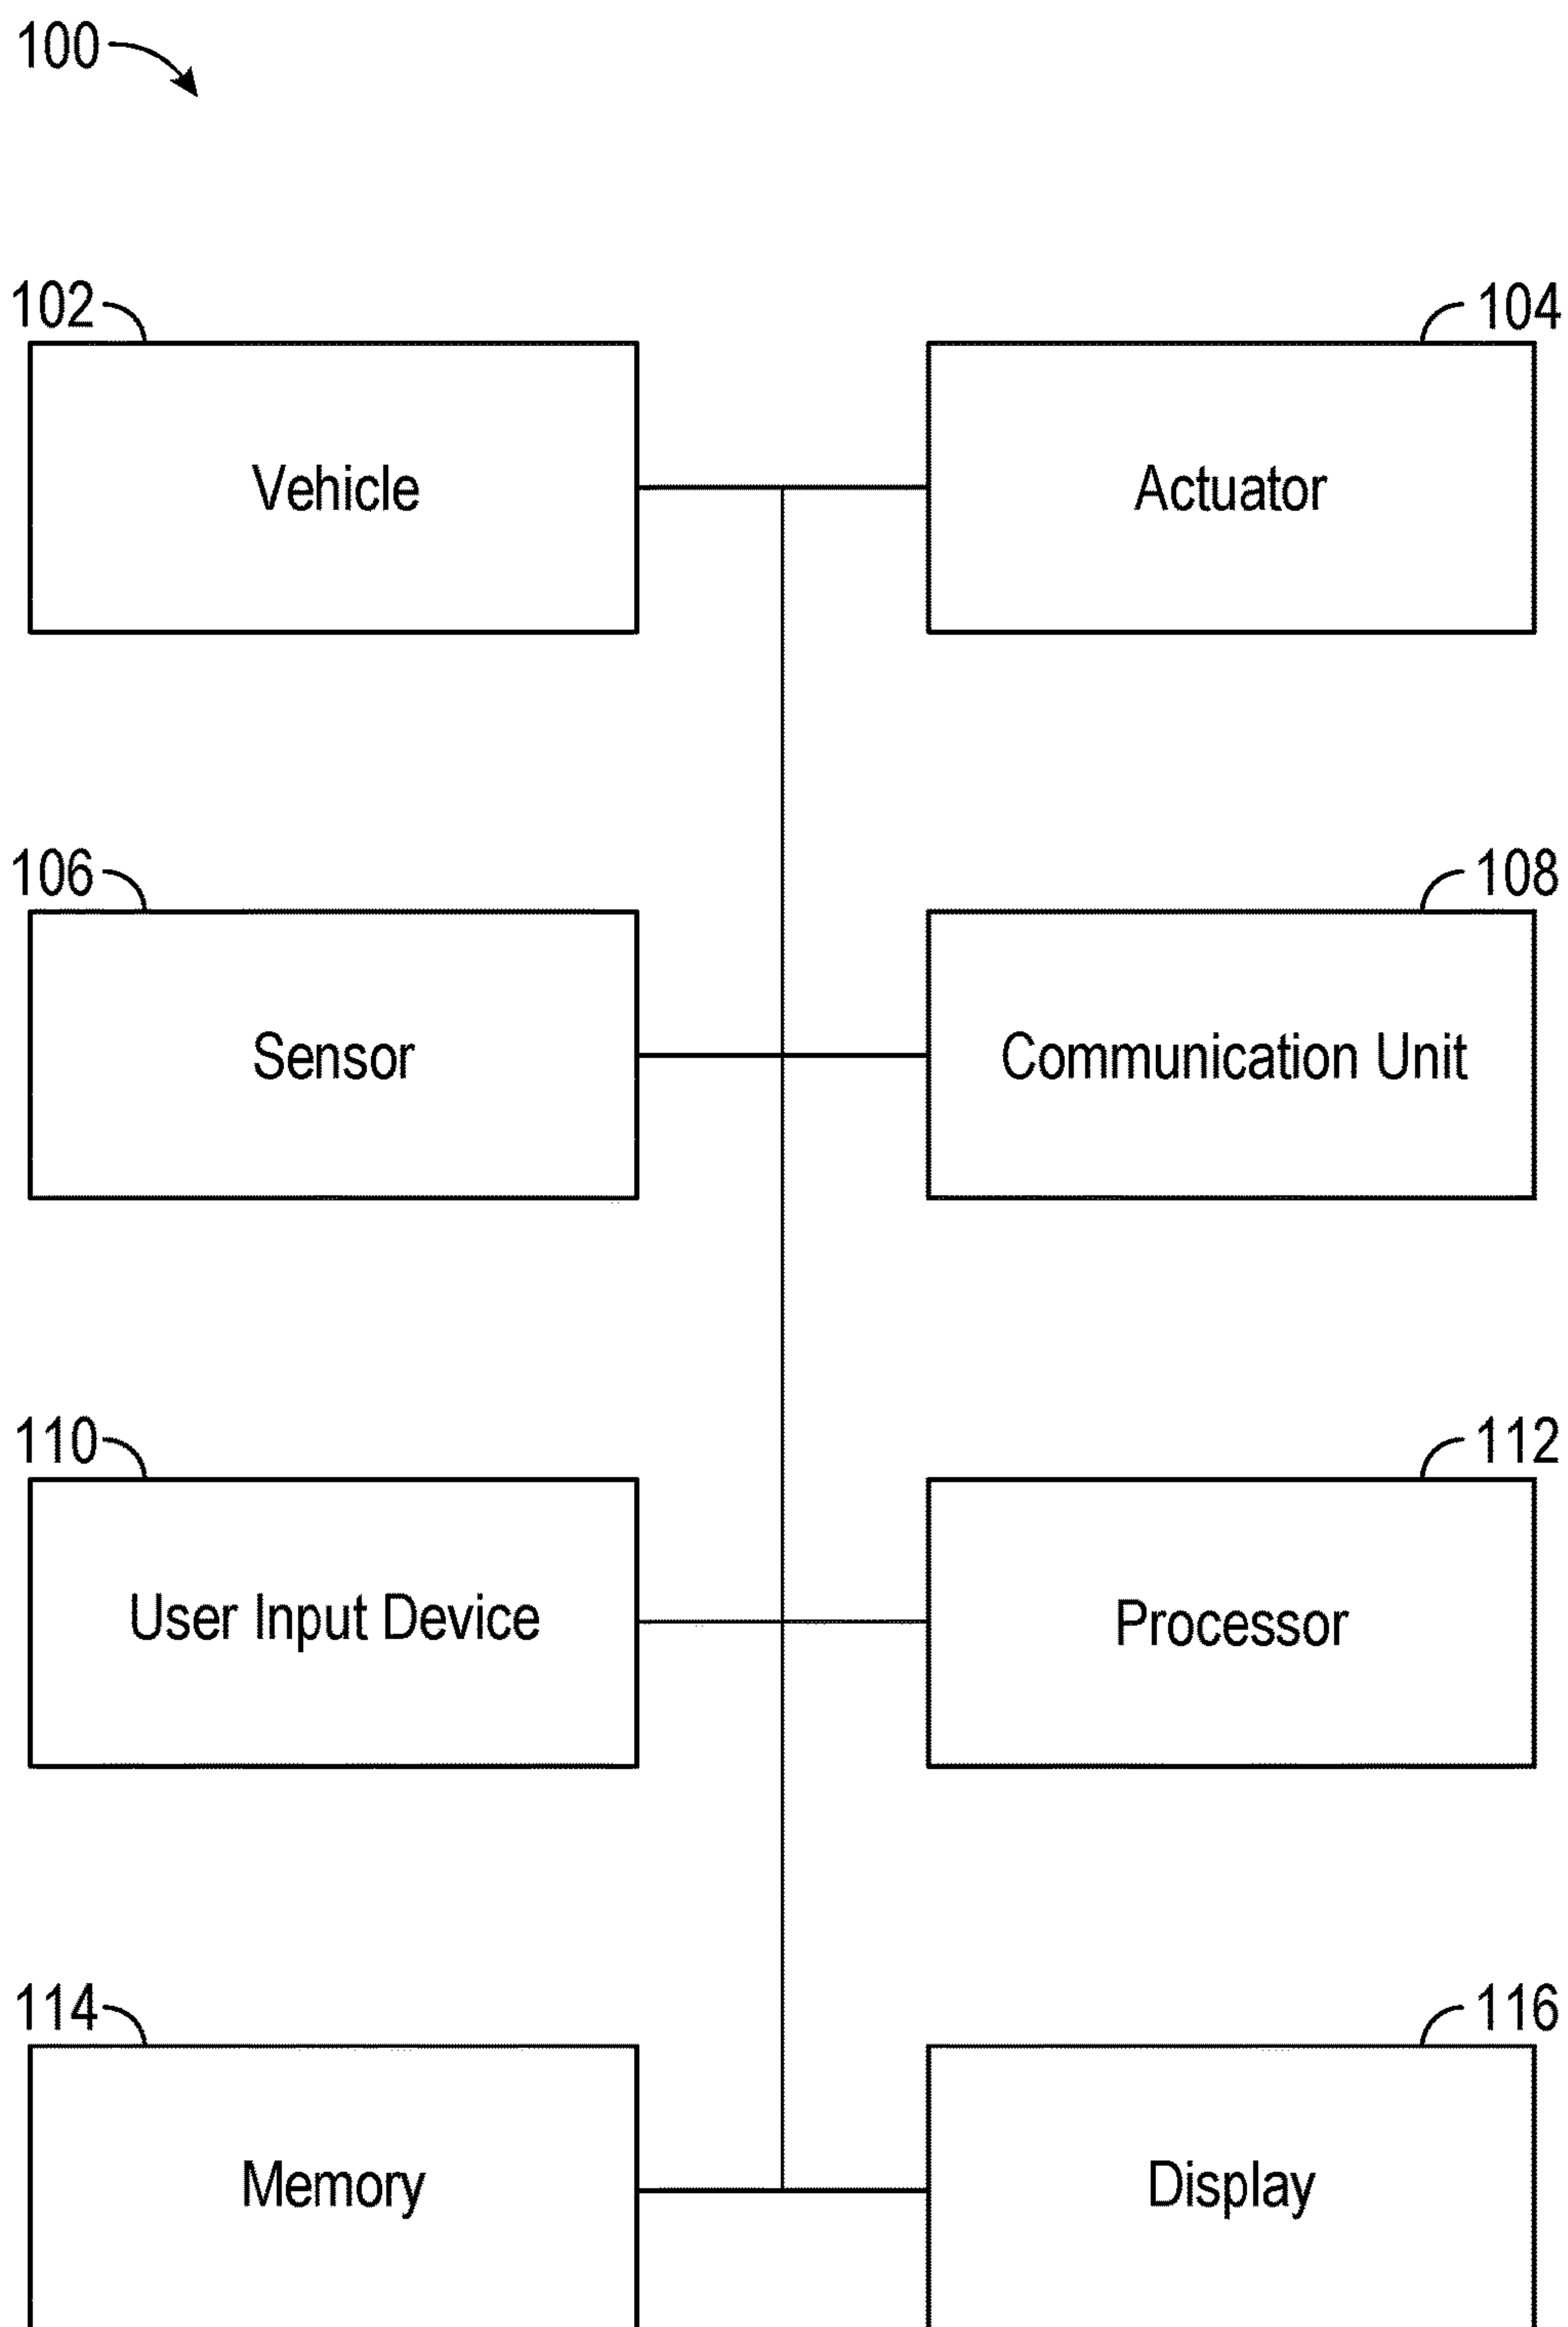 100
102
104
Vehicle
Actuator
106
108
Sensor
Communication Unit
110
112
User Input Device
Processor
114
116
Memory
Display